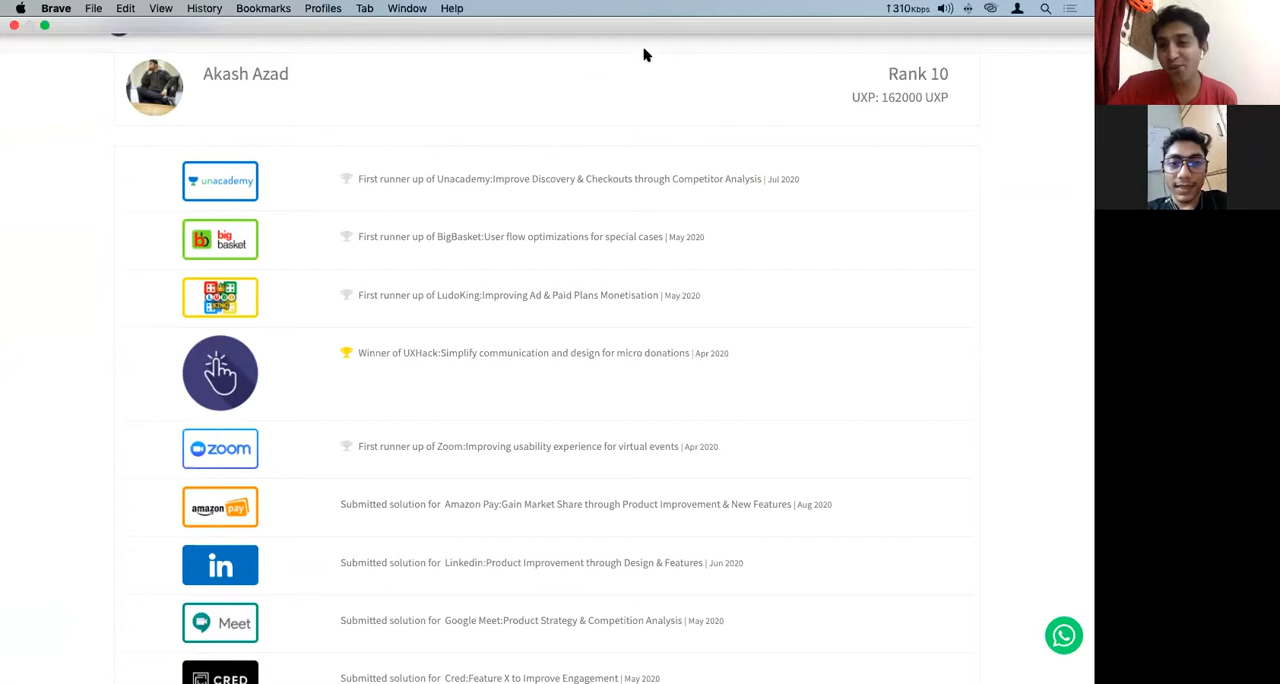 Brave File Edit View History Bookmarks Profiles Tab Window Help ↑310Kbps
Akash Azad
Rank 10
UXP: 162000 UXP
unacademy
First runner up of Unacademy:Improve Discovery & Checkouts through Competitor Analysis | Jul 2020
bb big basket
First runner up of BigBasket:User flow optimizations for special cases | May 2020
LUDO
KING
First runner up of LudoKing:Improving Ad & Paid Plans Monetisation | May 2020
Winner of UXHack:Simplify communication and design for micro donations | Apr 2020
zoom
First runner up of Zoom:Improving usability experience for virtual events | Apr 2020
amazon pay
Submitted solution for Amazon Pay:Gain Market Share through Product Improvement & New Features | Aug 2020
in
Submitted solution for Linkedin:Product Improvement through Design & Features | Jun 2020
Meet
Submitted solution for Google Meet:Product Strategy & Competition Analysis | May 2020
CRED
Submitted solution for Cred:Feature X to Improve Engagement | May 2020